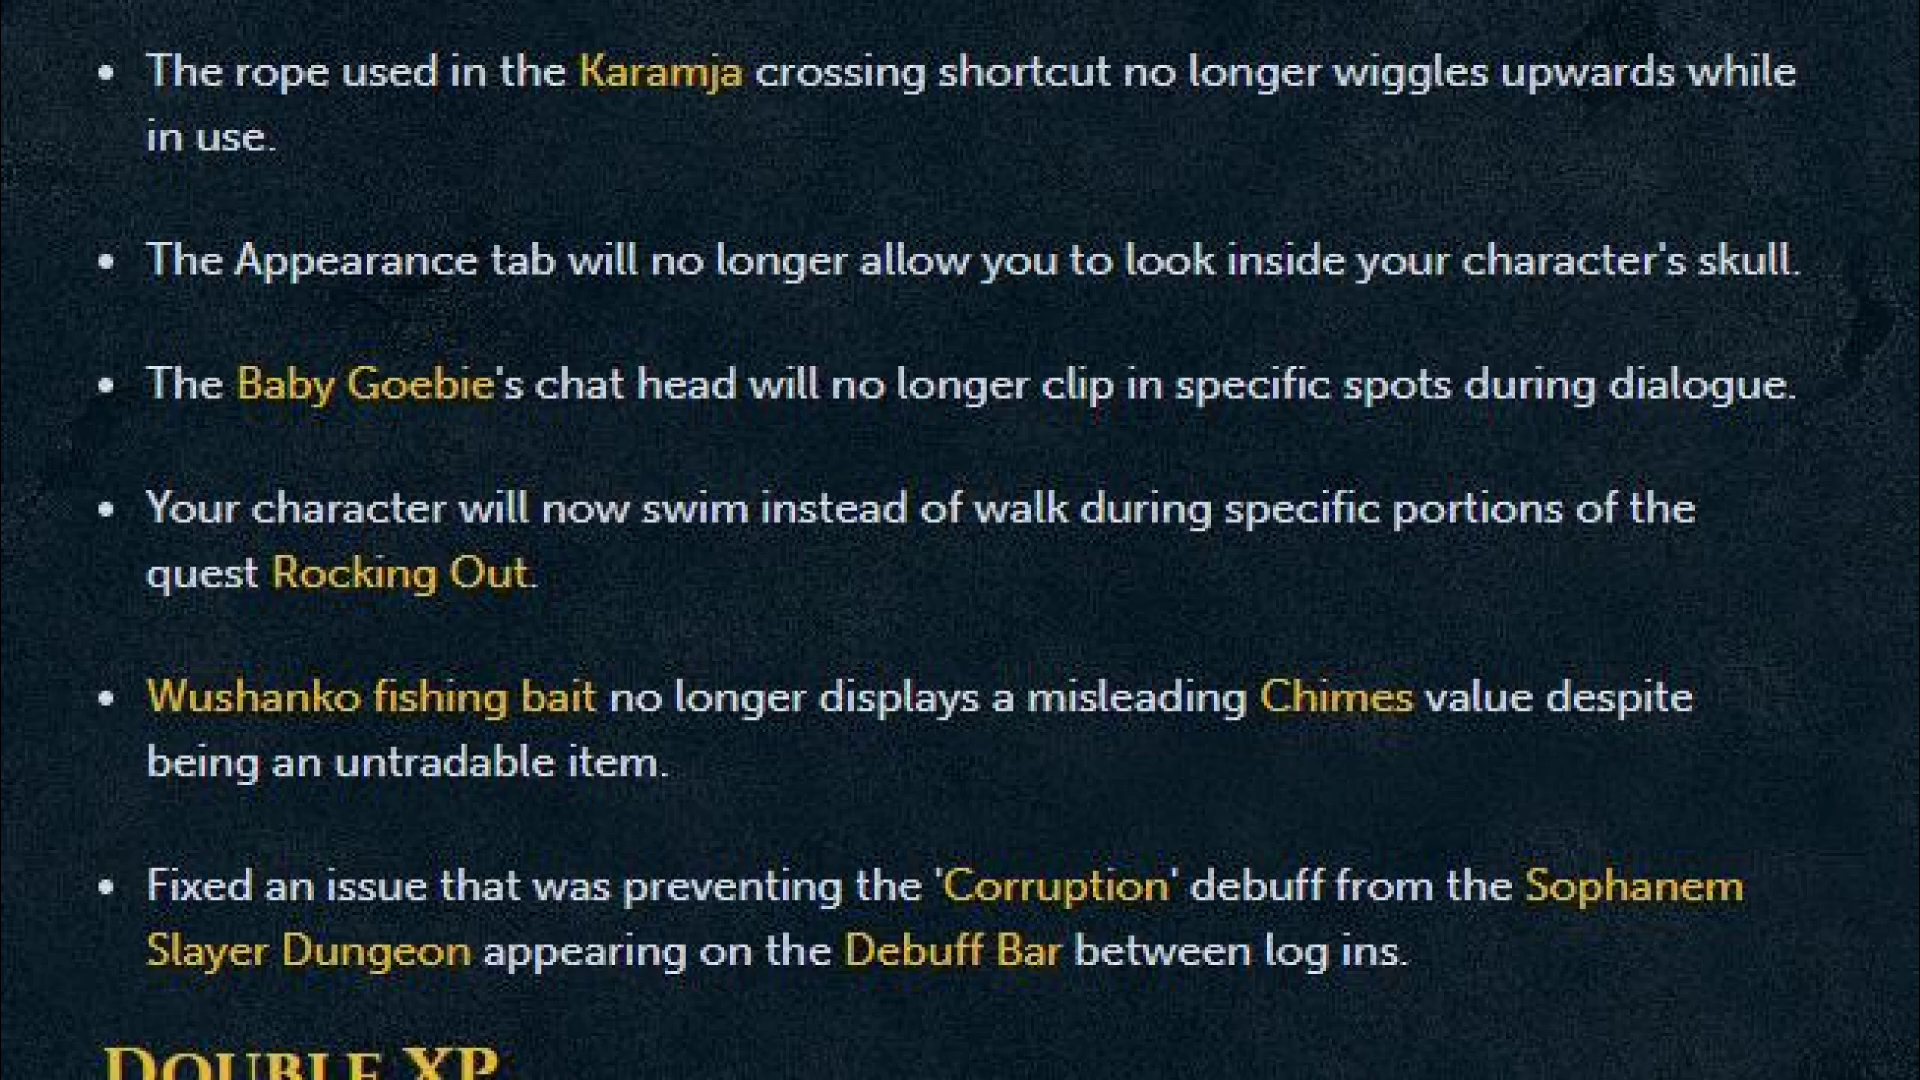 • The rope used in the Karamja crossing shortcut no longer wiggles upwards while
in use.
• The Appearance tab will no longer allow you to look inside your character's skull.
• The Baby Goebie's chat head will no longer clip in specific spots during dialogue.
• Your character will now swim instead of walk during specific portions of the
quest Rocking Out.
• Wushanko fishing bait no longer displays a misleading Chimes value despite
being an untradable item.
• Fixed an issue that was preventing the 'Corruption' debuff from the Sophanem
Slayer Dungeon appearing on the Debuff Bar between log ins.
DOUBLE XP